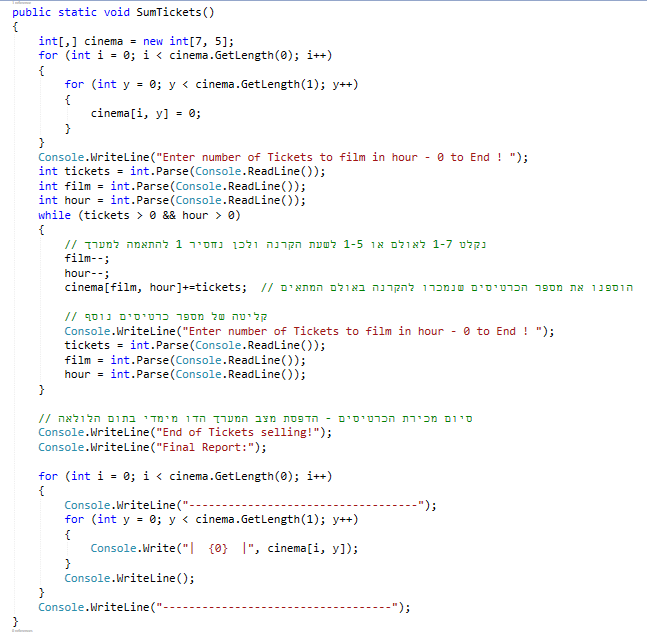 public static void SumTickets()
{
int[,] cinema = new int[7, 5];
for (int i = 0; i < cinema.GetLength(0); i++)
{
for (int y = 0; y < cinema.GetLength(1); y++)
{
cinema[i, y] = 0;
}
}
Console.WriteLine("Enter number of Tickets to film in hour - 0 to End ! ");
int tickets = int.Parse(Console.ReadLine());
int film = int.Parse(Console.ReadLine());
int hour = int.Parse(Console.ReadLine());
while (tickets > 0 && hour > 0)
{
// נקלט 1-7 לאולם או 1-5 לשעת הקרנה ולכן נחסיר 1 להתאמה למערך
film--;
hour--;
cinema[film, hour]+=tickets;  // הוספנו את מספר הכרטיסים שנמכרו להקרנה באולם המתאים
// קליטה של מספר כרטיסים נוסף
Console.WriteLine("Enter number of Tickets to film in hour - 0 to End ! ");
tickets = int.Parse(Console.ReadLine());
film = int.Parse(Console.ReadLine());
hour = int.Parse(Console.ReadLine());
}
// סיום מכירת הכרטיסים - הדפסת מצב המערך הדו מימדי בתום הלולאה
Console.WriteLine("End of Tickets selling!");
Console.WriteLine("Final Report:");
for (int i = 0; i < cinema.GetLength(0); i++)
{
Console.WriteLine("-----------------------------------");
for (int y = 0; y < cinema.GetLength(1); y++)
{
Console.Write("|  {0}  |", cinema[i, y]);
}
Console.WriteLine();
}
Console.WriteLine("-----------------------------------");
}